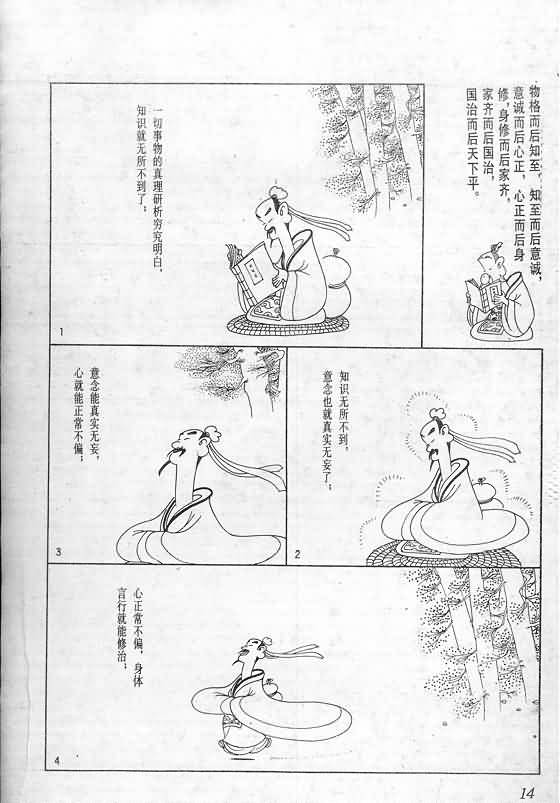 物格而后知至，知至而后意诚，
意诚而后心正，心正而后身
修，身修而后家齐，
家齐而后国治，
国治而后天下平。
一切事物的真理研析穷究明白，
知识就无所不到了；
1
知识无所不到，
意念也就真实无妄了；
2
意念能真实无妄，
心就能正常不偏；
3
心正常不偏，身体
言行就能修治；
4
14